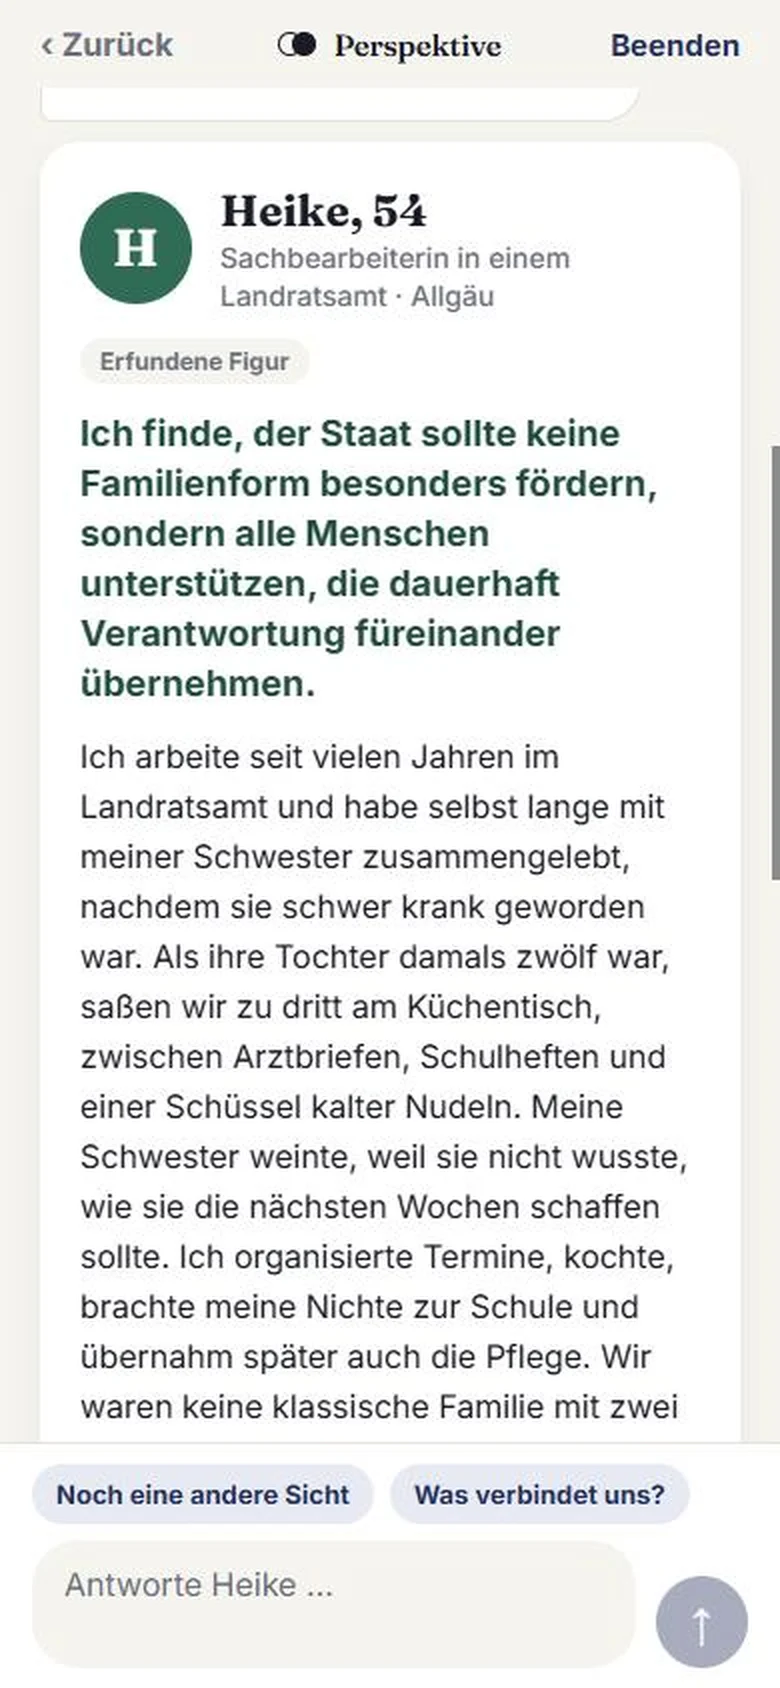 ‹ Zurück
Perspektive
Beenden
H
Heike, 54
Sachbearbeiterin in einem
Landratsamt · Allgäu
Erfundene Figur
Ich finde, der Staat sollte keine
Familienform besonders fördern,
sondern alle Menschen
unterstützen, die dauerhaft
Verantwortung füreinander
übernehmen.
Ich arbeite seit vielen Jahren im
Landratsamt und habe selbst lange mit
meiner Schwester zusammengelebt,
nachdem sie schwer krank geworden
war. Als ihre Tochter damals zwölf war,
saßen wir zu dritt am Küchentisch,
zwischen Arztbriefen, Schulheften und
einer Schüssel kalter Nudeln. Meine
Schwester weinte, weil sie nicht wusste,
wie sie die nächsten Wochen schaffen
sollte. Ich organisierte Termine, kochte,
brachte meine Nichte zur Schule und
übernahm später auch die Pflege. Wir
waren keine klassische Familie mit zwei
Noch eine andere Sicht
Was verbindet uns?
Antworte Heike ...
↑